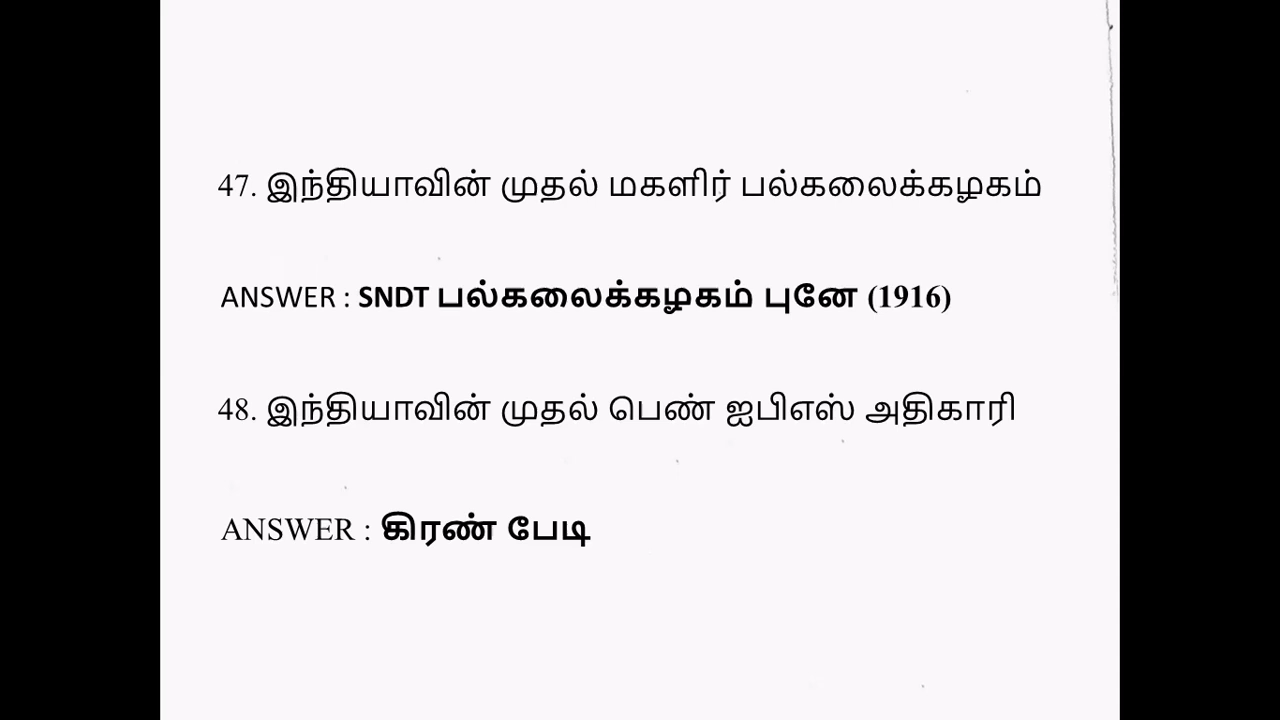 47. இந்தியாவின் முதல் மகளிர் பல்கலைக்கழகம்
ANSWER : SNDT பல்கலைக்கழகம் புனே (1916)
48. இந்தியாவின் முதல் பெண் ஐபிஎஸ் அதிகாரி
ANSWER : கிரண் பேடி